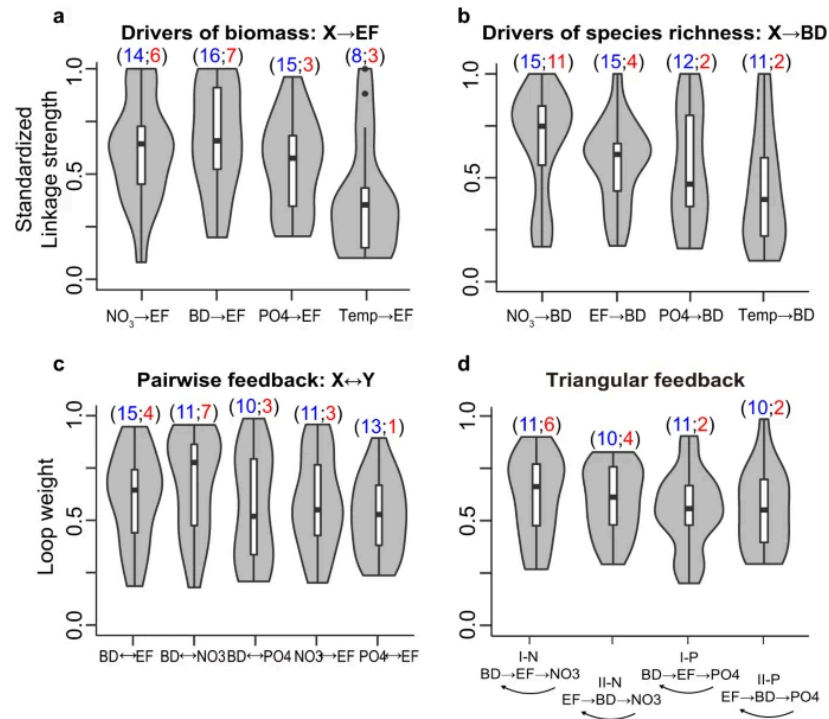 a
Drivers of biomass: X→EF
(14;6) (16;7) (15;3) (8;3)
Standardized
Linkage strength
1.0
0.5
0.0
NO3→EF BD→EF PO4→EF Temp→EF
b
Drivers of species richness: X→BD
(15;11) (15;4) (12;2) (11;2)
1.0
0.5
0.0
NO3→BD EF→BD PO4→BD Temp→BD
c
Pairwise feedback: X↔Y
(15;4) (11;7) (10;3) (11;3) (13;1)
Loop weight
1.0
0.5
0.0
BD↔EF BD↔NO3 BD↔PO4 NO3↔EF PO4↔EF
d
Triangular feedback
(11;6) (10;4) (11;2) (10;2)
1.0
0.5
0.0
I-N
BD→EF→NO3
II-N
EF→BD→NO3
I-P
BD→EF→PO4
II-P
EF→BD→PO4